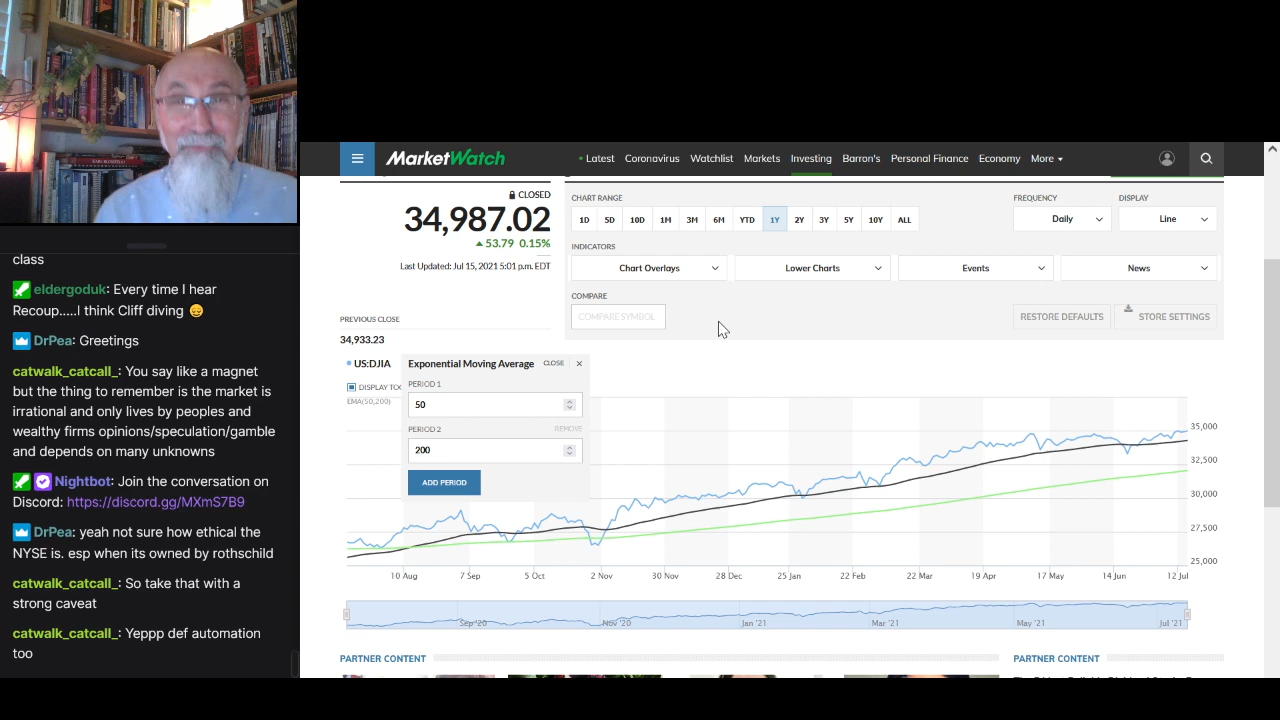 class
eldergoduk: Every time I hear
Recoup.....I think Cliff diving 😔
DrPea: Greetings
catwalk_catcall_: You say like a magnet
but the thing to remember is the market is
irrational and only lives by peoples and
wealthy firms opinions/speculation/gamble
and depends on many unknowns
Nightbot: Join the conversation on
Discord: https://discord.gg/MXmS7B9
DrPea: yeah not sure how ethical the
NYSE is. esp when its owned by rothschild
catwalk_catcall_: So take that with a
strong caveat
catwalk_catcall_: Yeppp def automation
too
MarketWatch
Latest Coronavirus Watchlist Markets Investing Barron's Personal Finance Economy More
CLOSED
34,987.02
53.79 0.15%
Last Updated: Jul 15, 2021 5:01 p.m. EDT
PREVIOUS CLOSE
34,933.23
CHART RANGE
1D 5D 10D 1M 3M 6M YTD 1Y 2Y 3Y 5Y 10Y ALL
FREQUENCY
Daily
DISPLAY
Line
INDICATORS
Chart Overlays
Lower Charts
Events
News
COMPARE
COMPARE SYMBOL
RESTORE DEFAULTS
STORE SETTINGS
US:DJIA
DISPLAY TOO
EMA(50,200)
Exponential Moving Average CLOSE ×
PERIOD 1
50
PERIOD 2 REMOVE
200
ADD PERIOD
35,000
32,500
30,000
27,500
25,000
10 Aug 7 Sep 5 Oct 2 Nov 30 Nov 28 Dec 25 Jan 22 Feb 22 Mar 19 Apr 17 May 14 Jun 12 Jul
Sep '20 Nov '20 Jan '21 Mar '21 May '21 Jul '21
PARTNER CONTENT
PARTNER CONTENT